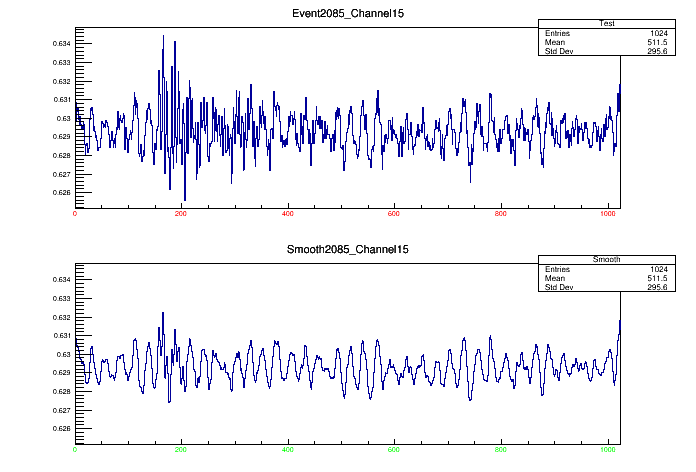 Event2085_Channel15
Test
Entries 1024
Mean 511.5
Std Dev 295.6
0.634
0.633
0.632
0.631
0.63
0.629
0.628
0.627
0.626
0 200 400 600 800 1000
Smooth2085_Channel15
Smooth
Entries 1024
Mean 511.5
Std Dev 295.6
0.634
0.633
0.632
0.631
0.63
0.629
0.628
0.627
0.626
0 200 400 600 800 1000